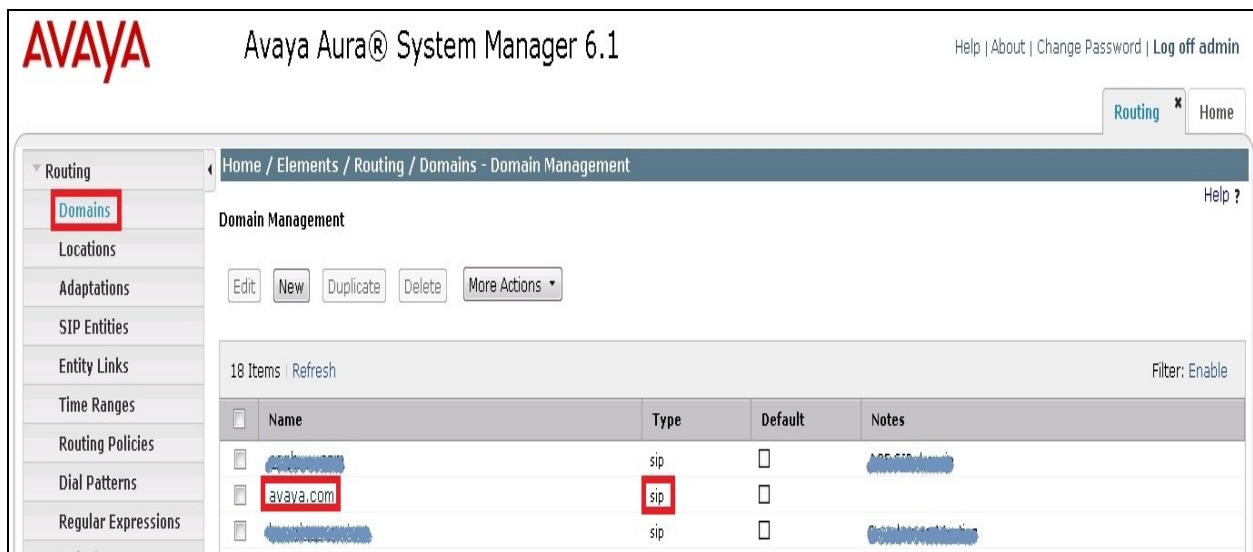 AVAYA
Avaya Aura® System Manager 6.1
Help | About | Change Password | Log off admin
Routing × Home
Routing
Domains
Locations
Adaptations
SIP Entities
Entity Links
Time Ranges
Routing Policies
Dial Patterns
Regular Expressions
Home / Elements / Routing / Domains - Domain Management
Help ?
Domain Management
Edit New Duplicate Delete More Actions
18 Items | Refresh Filter: Enable
Name Type Default Notes
sip
avaya.com sip
sip